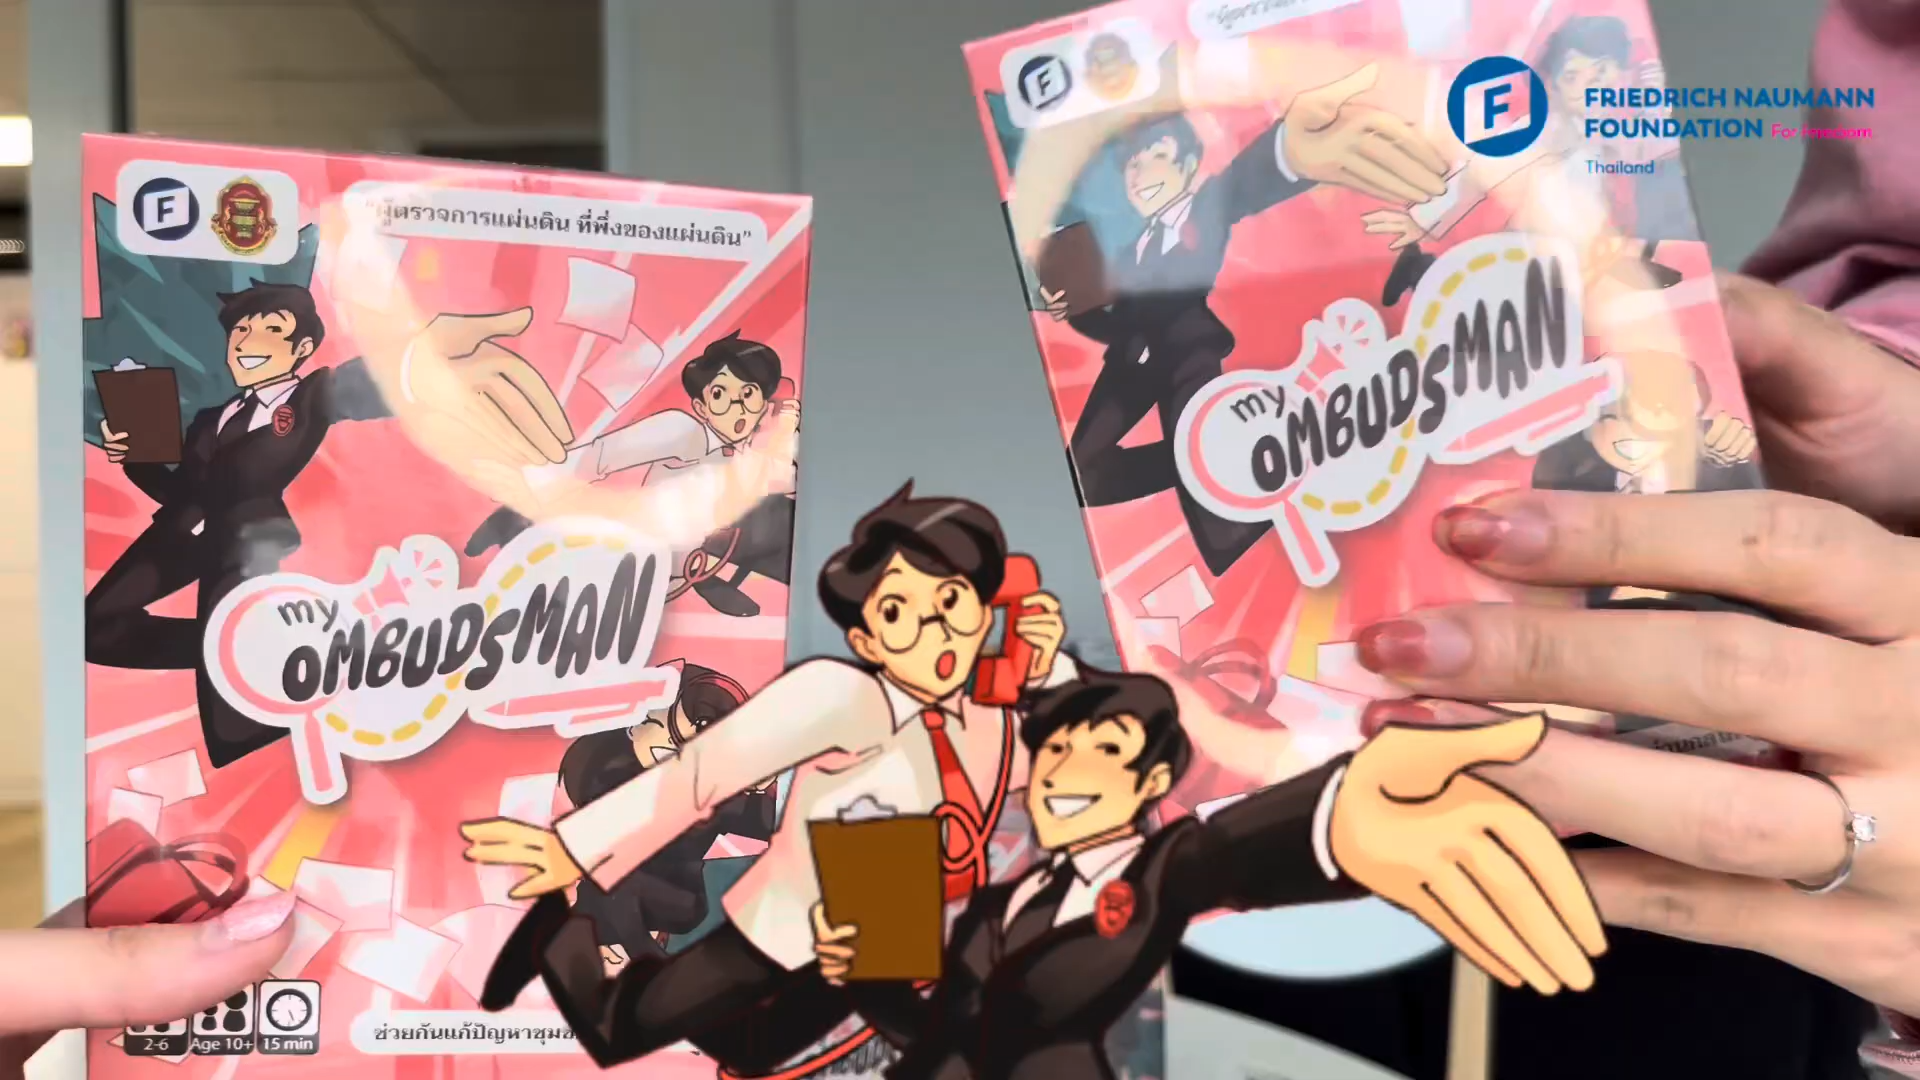 FRIEDRICH NAUMANN
FOUNDATION For Freedom.
Thailand
F
"ผู้ตรวจการแผ่นดิน ที่พึ่งของแผ่นดิน"
my
OMBUDSMAN
2-6
Age 10+
15 min
ช่วยกันแก้ปัญหาชุมช
F
my
OMBUDSMAN